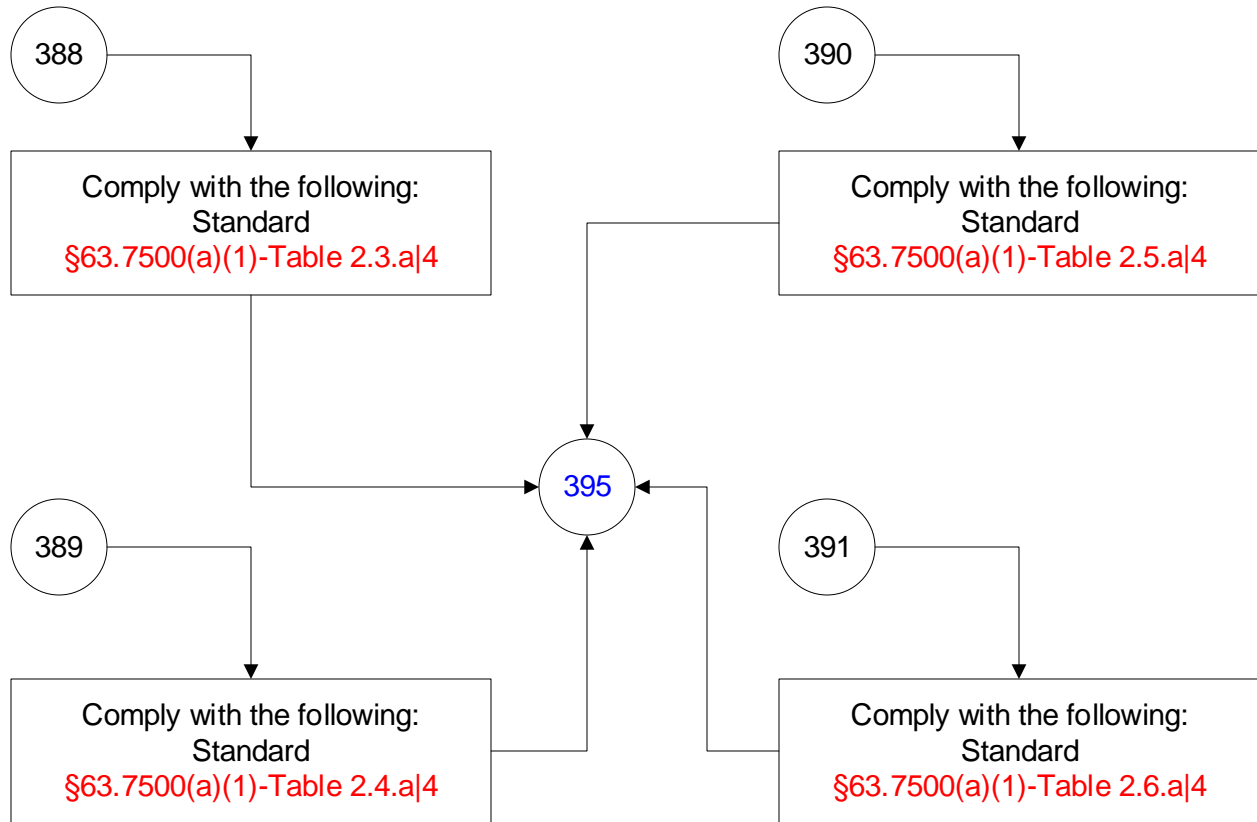 388
Comply with the following:
Standard
§63.7500(a)(1)-Table 2.3.a|4
390
Comply with the following:
Standard
§63.7500(a)(1)-Table 2.5.a|4
395
389
Comply with the following:
Standard
§63.7500(a)(1)-Table 2.4.a|4
391
Comply with the following:
Standard
§63.7500(a)(1)-Table 2.6.a|4